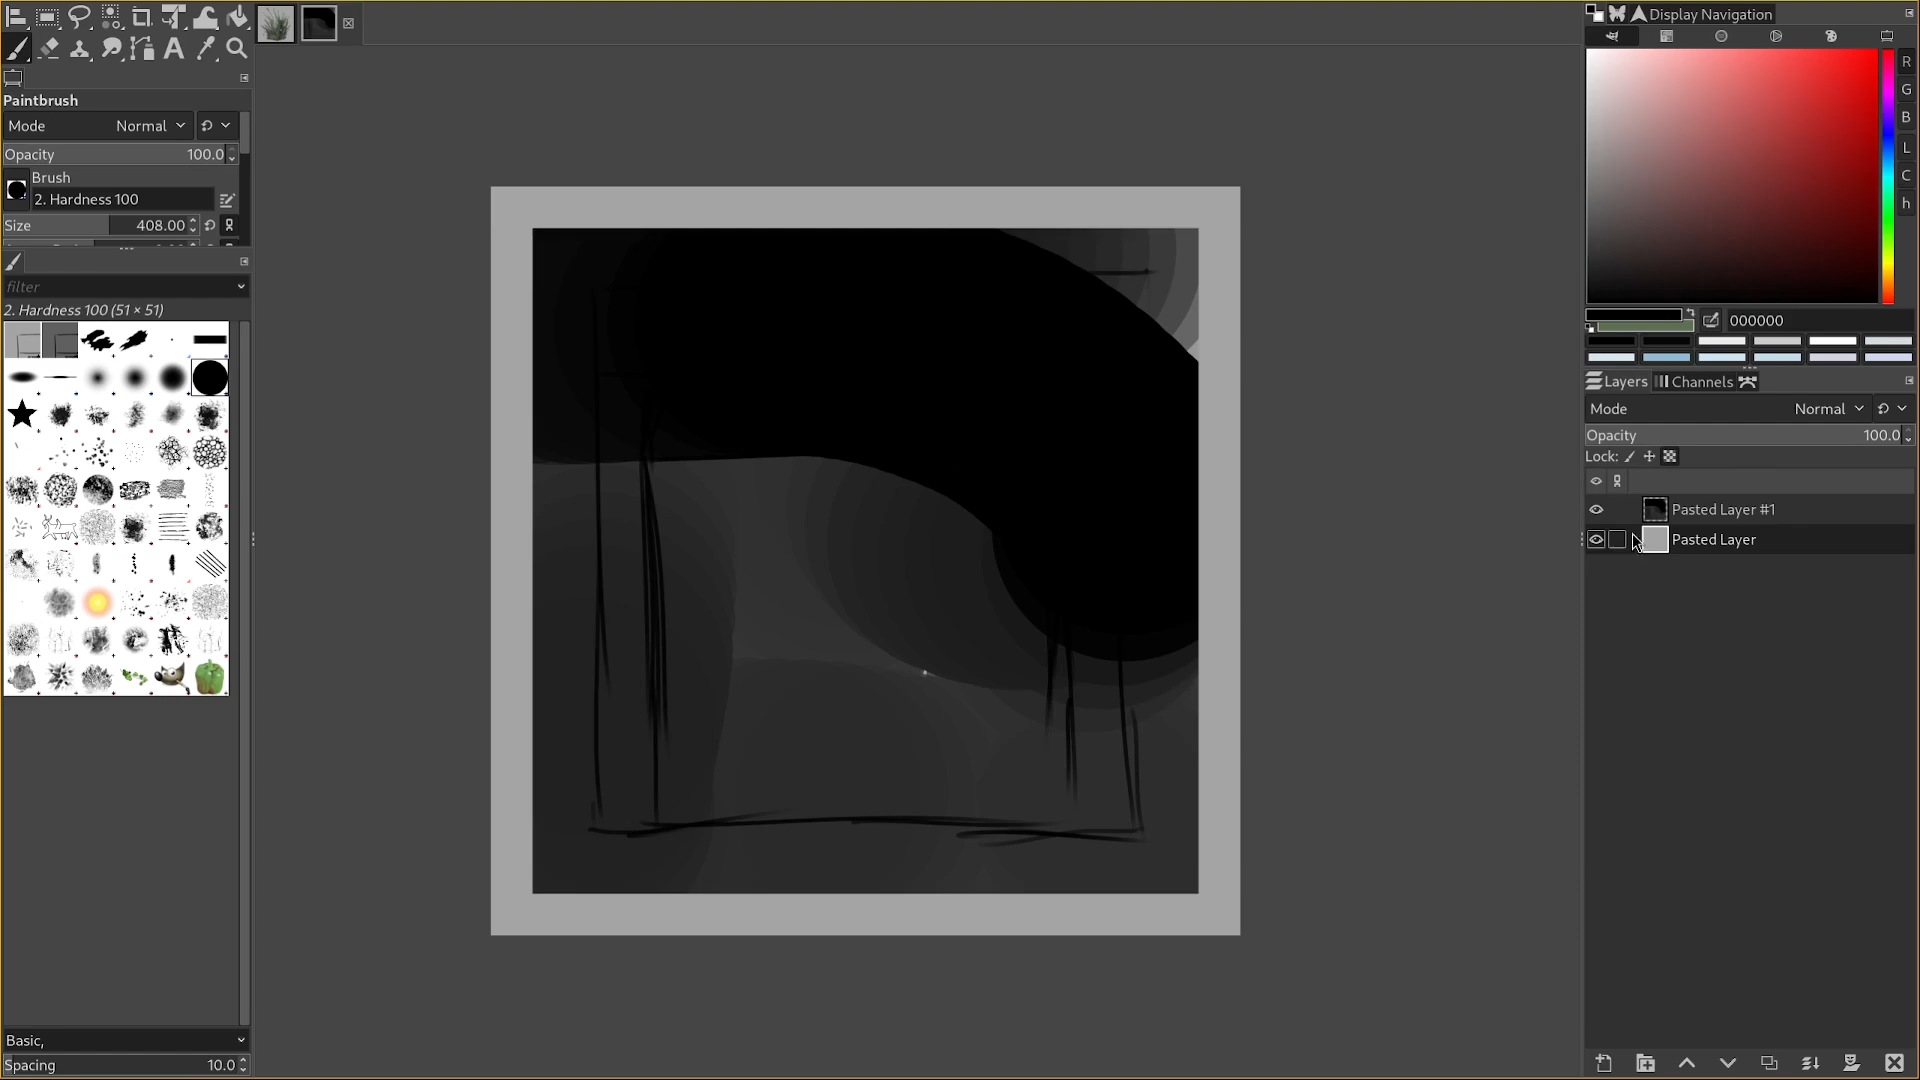 Display Navigation
R
G
B
L
C
h
Paintbrush
Mode Normal
Opacity 100.0
Brush
2. Hardness 100
Size 408.00
filter
2. Hardness 100 (51 × 51)
000000
Layers Channels
Mode Normal
Opacity 100.0
Lock:
Pasted Layer #1
Pasted Layer
Basic,
Spacing 10.0